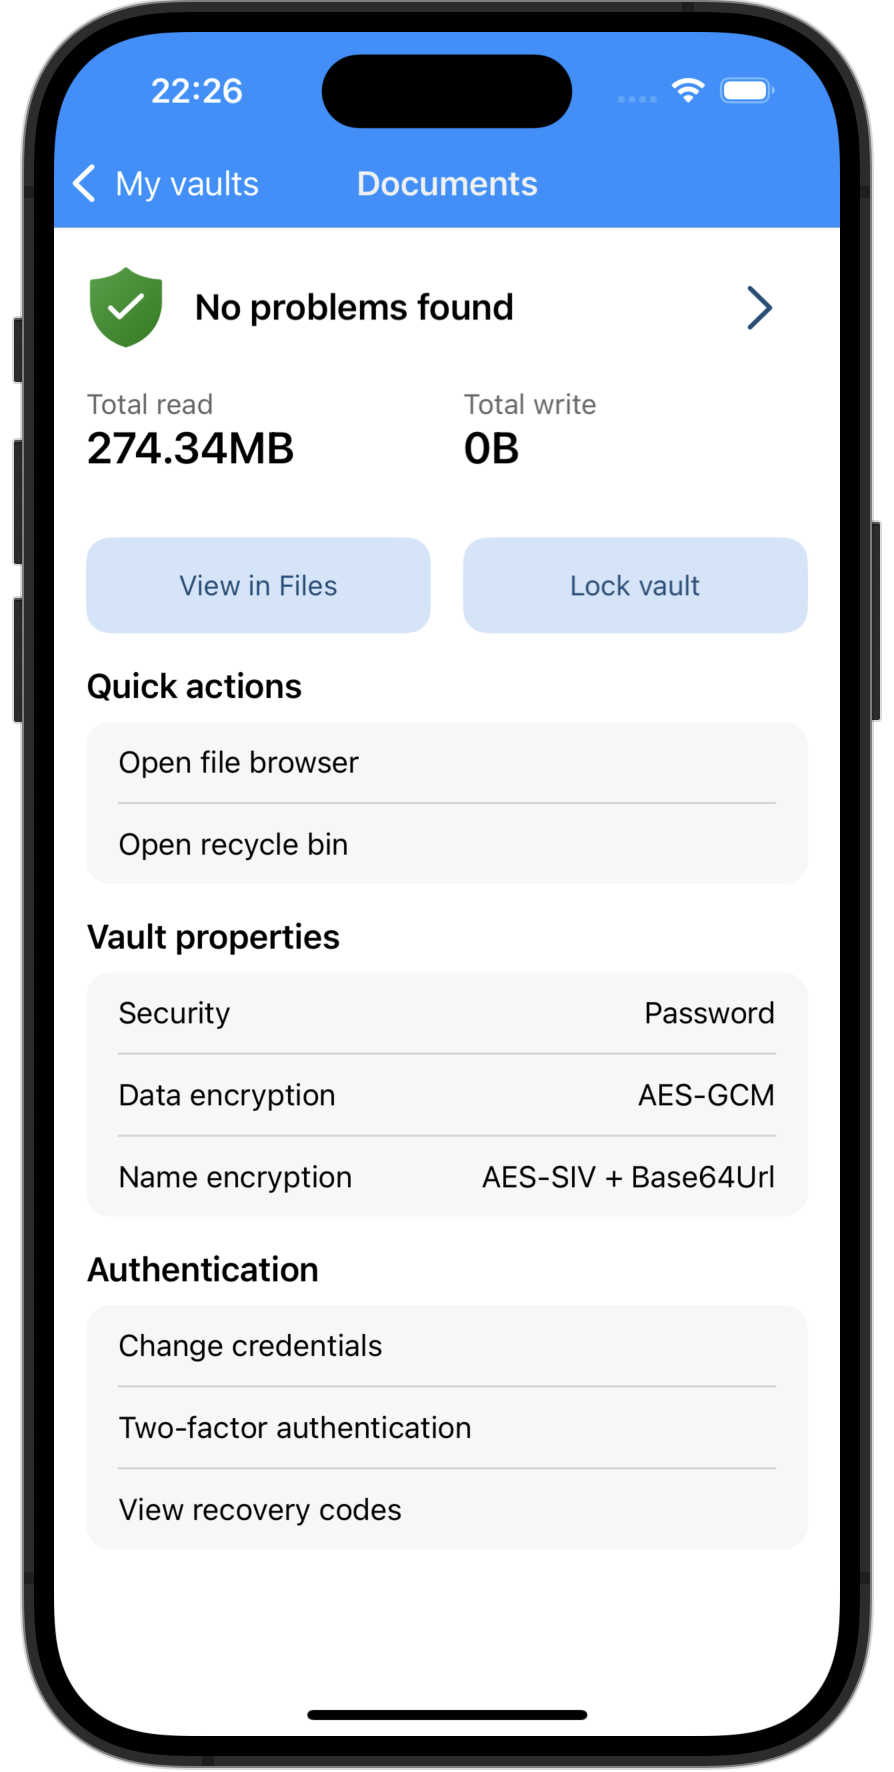 22:26
My vaults
Documents
No problems found
Total read
Total write
274.34MB
0B
View in Files
Lock vault
Quick actions
Open file browser
Open recycle bin
Vault properties
Security
Password
Data encryption
AES-GCM
Name encryption
AES-SIV + Base64Url
Authentication
Change credentials
Two-factor authentication
View recovery codes